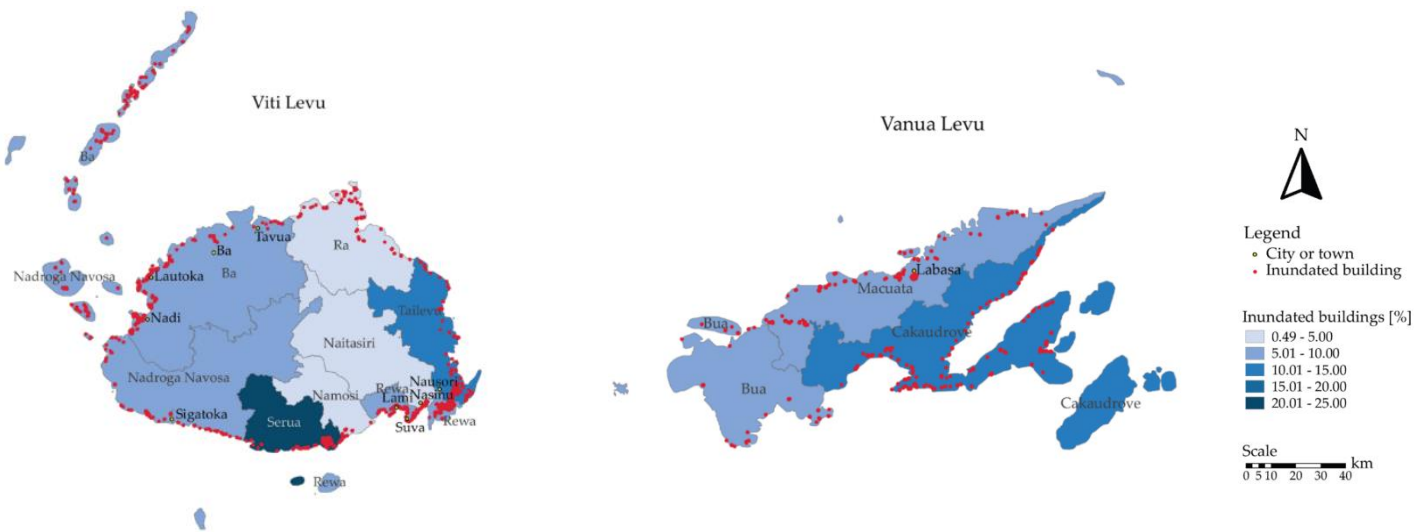 Viti Levu
Vanua Levu
N
Ba
Nadroga Navosa
Tavua
Ba
Ba
Ra
Lautoka
Nadi
Tailevu
Naitasiri
Nadroga Navosa
Namosi
Rewa
Nausori
Lami
Nasinu
Sigatoka
Serua
Suva
Rewa
Rewa
Labasa
Macuata
Bua
Cakaudrove
Bua
Cakaudrove
Legend
City or town
Inundated building
Inundated buildings [%]
0.49 - 5.00
5.01 - 10.00
10.01 - 15.00
15.01 - 20.00
20.01 - 25.00
Scale
km
0 5 10 20 30 40